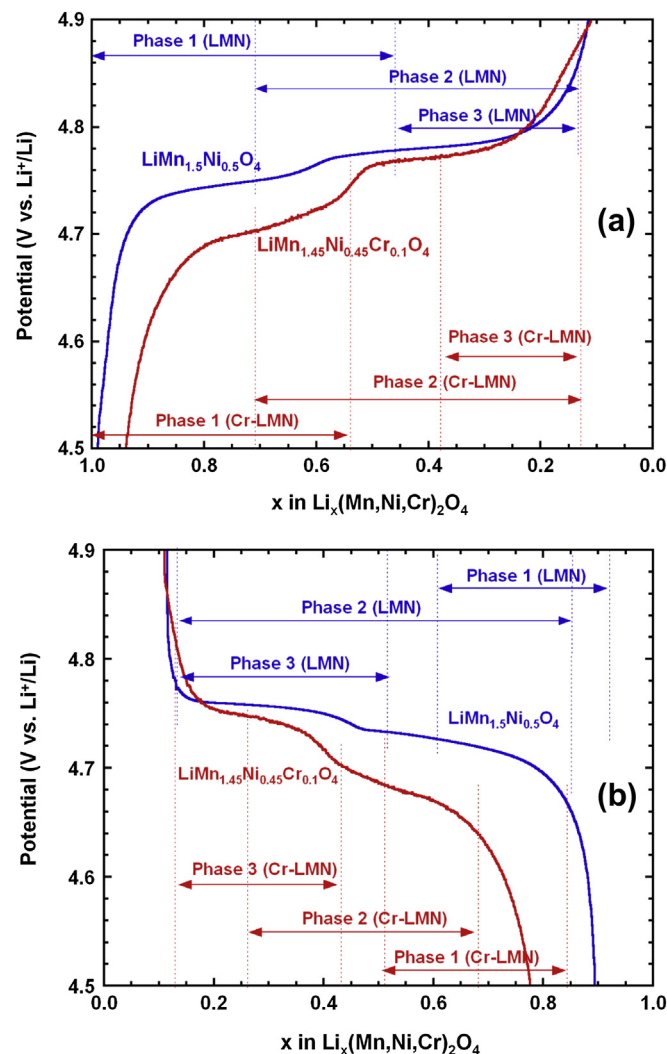 4.9
Phase 1 (LMN)
Phase 2 (LMN)
4.8
Phase 3 (LMN)
LiMn1.5Ni0.5O4
(a)
4.7
LiMn1.45Ni0.45Cr0.1O4
Potential (V vs. Li+/Li)
Phase 3 (Cr-LMN)
4.6
Phase 2 (Cr-LMN)
Phase 1 (Cr-LMN)
4.5
1.0 0.8 0.6 0.4 0.2 0.0
x in Lix(Mn,Ni,Cr)2O4
4.9
Phase 1 (LMN)
Phase 2 (LMN)
4.8
Phase 3 (LMN)
LiMn1.5Ni0.5O4
4.7
LiMn1.45Ni0.45Cr0.1O4
(b)
Potential (V vs. Li+/Li)
4.6
Phase 3 (Cr-LMN)
Phase 2 (Cr-LMN)
Phase 1 (Cr-LMN)
4.5
0.0 0.2 0.4 0.6 0.8 1.0
x in Lix(Mn,Ni,Cr)2O4